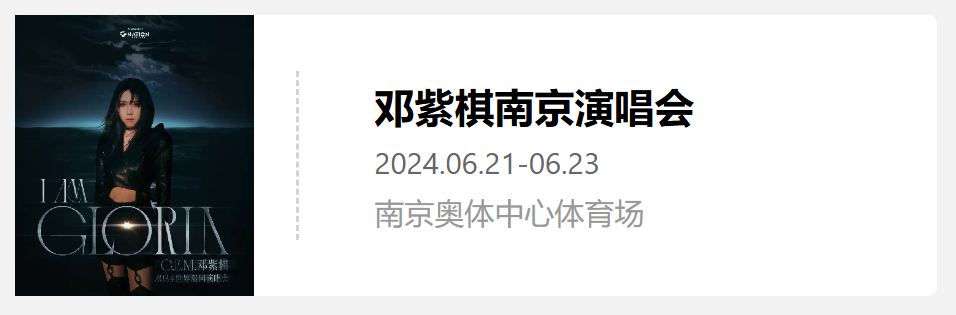 G NATION
I AM
GLORIA
G.E.M.邓紫棋
2024世界巡回演唱会
邓紫棋南京演唱会
2024.06.21-06.23
南京奥体中心体育场